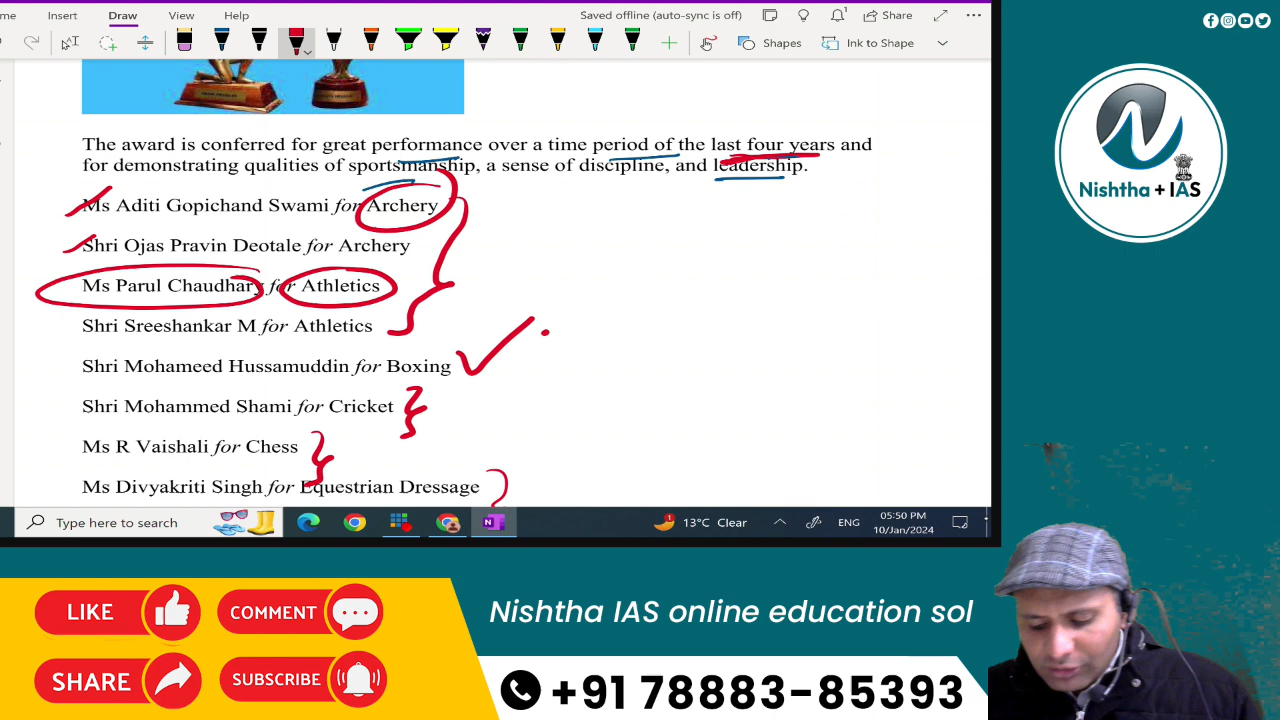 Insert Draw View Help Saved offline (auto-sync is off) Share
Shapes Ink to Shape
The award is conferred for great performance over a time period of the last four years and
for demonstrating qualities of sportsmanship, a sense of discipline, and leadership.
Ms Aditi Gopichand Swami for Archery
Shri Ojas Pravin Deotale for Archery
Ms Parul Chaudhary for Athletics
Shri Sreeshankar M for Athletics
Shri Mohameed Hussamuddin for Boxing
Shri Mohammed Shami for Cricket
Ms R Vaishali for Chess
Ms Divyakriti Singh for Equestrian Dressage
Type here to search 13°C Clear ENG 05:50 PM
10/Jan/2024
Nishtha + IAS
LIKE COMMENT
SHARE SUBSCRIBE
Nishtha IAS online education sol
+91 78883-85393